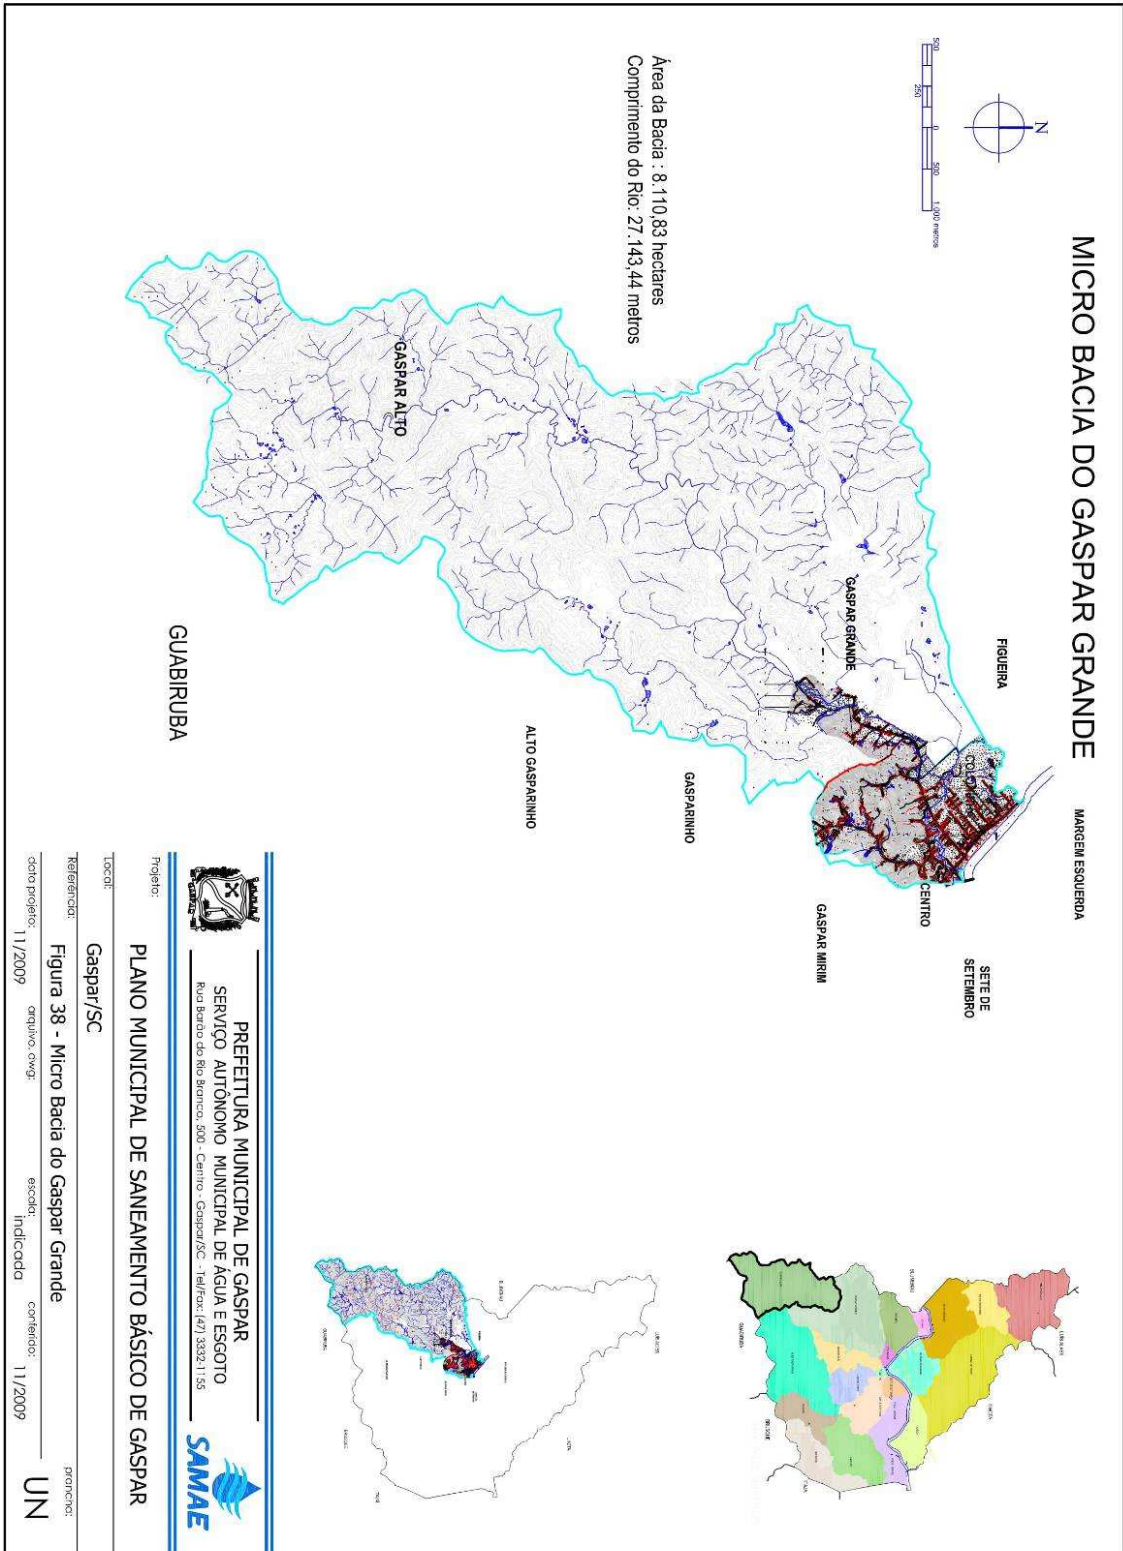 MICRO BACIA DO GASPAR GRANDE
N
500
250
0
500
1.000 metros
Área da Bacia : 8.110,83 hectares
Comprimento do Rio: 27.143,44 metros
FIGUEIRA
MARGEM ESQUERDA
GASPAR GRANDE
CENTRO
SETE DE
SETEMBRO
GASPAR MIRIM
GASPARINHO
ALTO GASPARINHO
GASPAR ALTO
GUABIRUBA
PREFEITURA MUNICIPAL DE GASPAR
SERVIÇO AUTÔNOMO MUNICIPAL DE ÁGUA E ESGOTO
Rua Barão do Rio Branco, 500 - Centro - Gaspar/SC - Tel/Fax: (47) 3332-1155
GASPAR
SAMAE
Projeto:
PLANO MUNICIPAL DE SANEAMENTO BÁSICO DE GASPAR
Local:
Gaspar/SC
Referência:
Figura 38 - Micro Bacia do Gaspar Grande
data projeto: 11/2009
arquivo.dwg:
escala: indicada
conferido: 11/2009
prancha:
UN